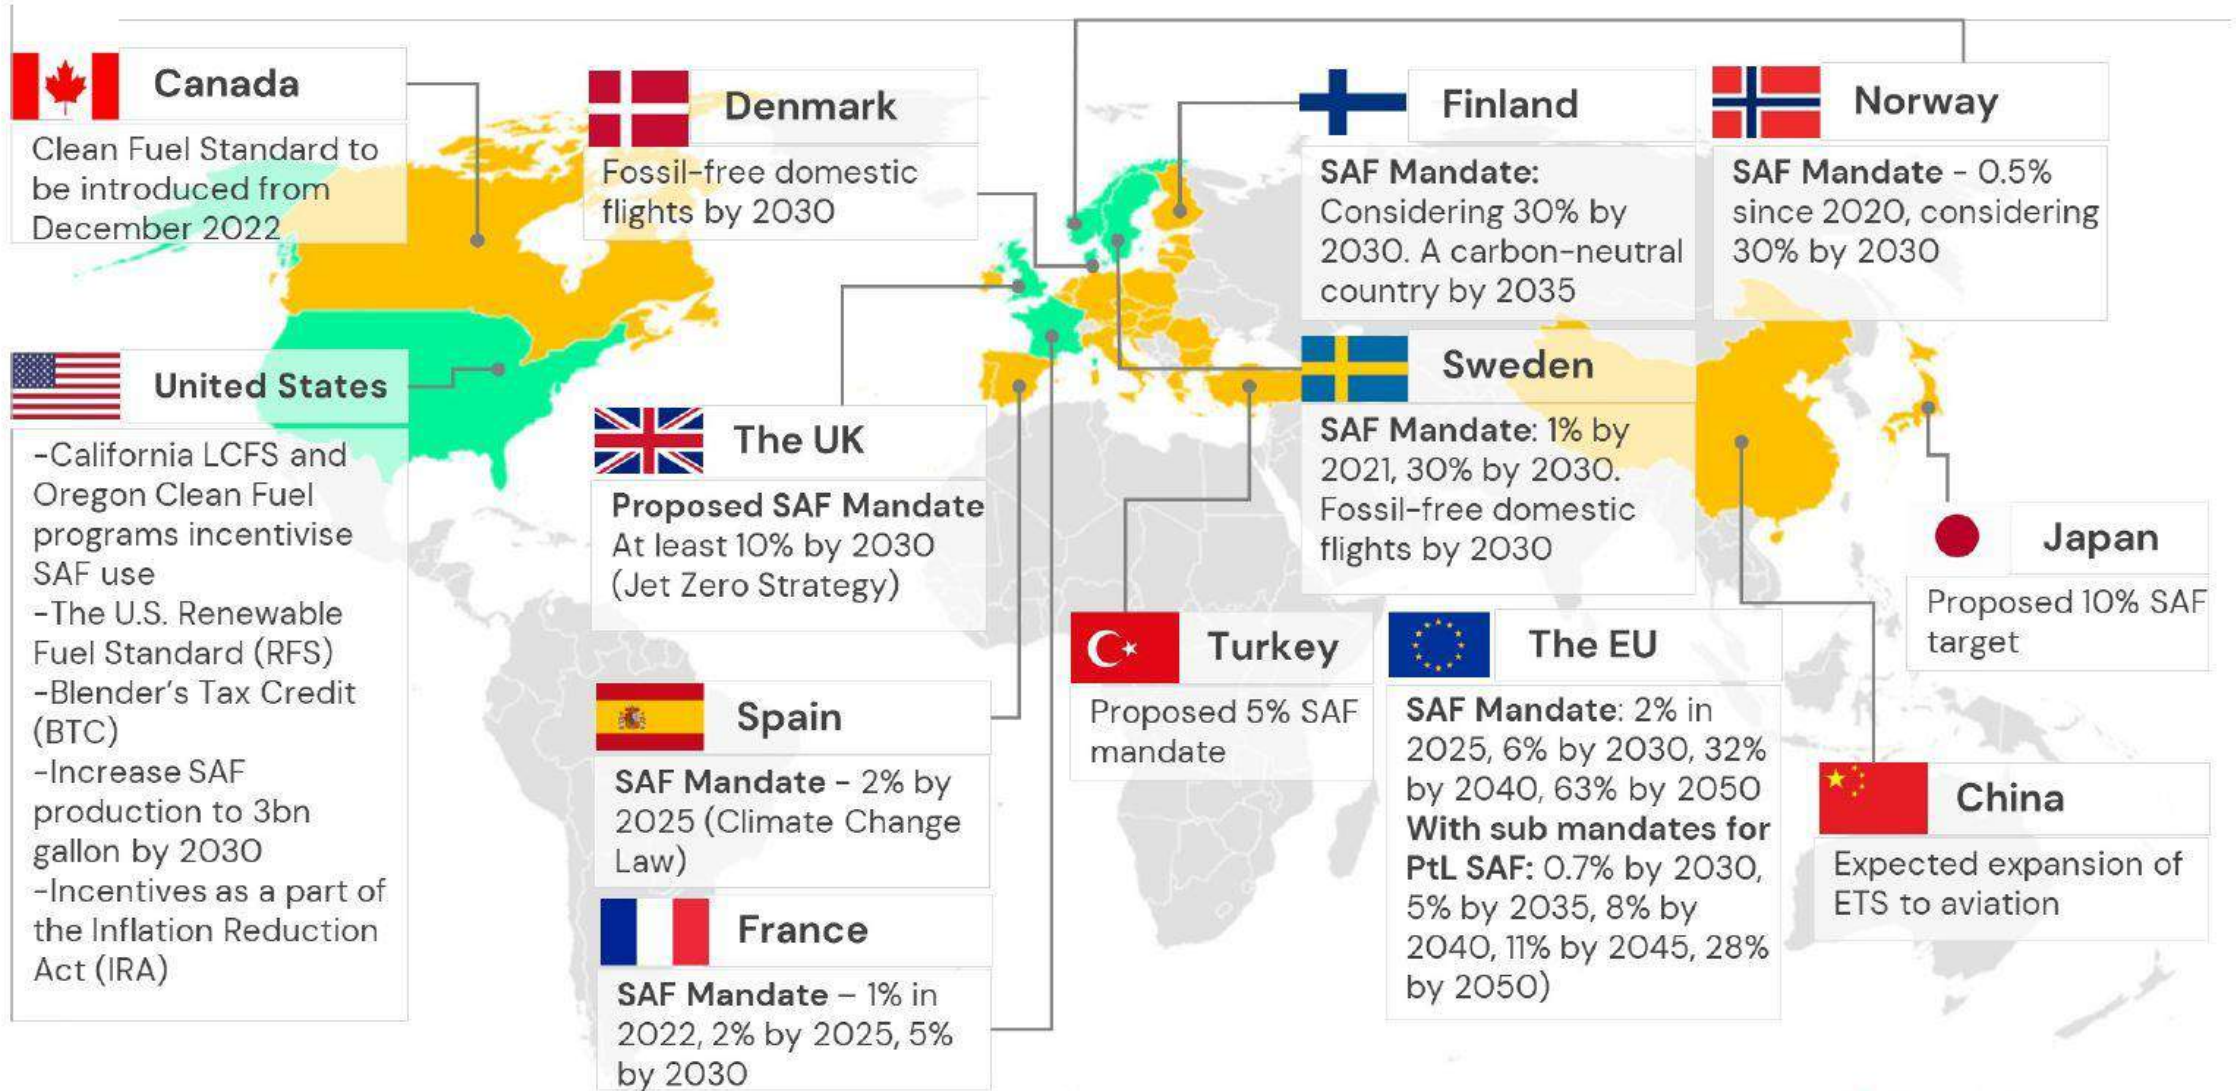 Canada
Clean Fuel Standard to
be introduced from
December 2022
United States
-California LCFS and
Oregon Clean Fuel
programs incentivise
SAF use
-The U.S. Renewable
Fuel Standard (RFS)
-Blender's Tax Credit
(BTC)
-Increase SAF
production to 3bn
gallon by 2030
-Incentives as a part of
the Inflation Reduction
Act (IRA)
Denmark
Fossil-free domestic
flights by 2030
The UK
Proposed SAF Mandate
At least 10% by 2030
(Jet Zero Strategy)
Spain
SAF Mandate - 2% by
2025 (Climate Change
Law)
France
SAF Mandate – 1% in
2022, 2% by 2025, 5%
by 2030
Finland
SAF Mandate:
Considering 30% by
2030. A carbon-neutral
country by 2035
Sweden
SAF Mandate: 1% by
2021, 30% by 2030.
Fossil-free domestic
flights by 2030
Turkey
Proposed 5% SAF
mandate
The EU
SAF Mandate: 2% in
2025, 6% by 2030, 32%
by 2040, 63% by 2050
With sub mandates for
PtL SAF: 0.7% by 2030,
5% by 2035, 8% by
2040, 11% by 2045, 28%
by 2050)
Norway
SAF Mandate - 0.5%
since 2020, considering
30% by 2030
Japan
Proposed 10% SAF
target
China
Expected expansion of
ETS to aviation